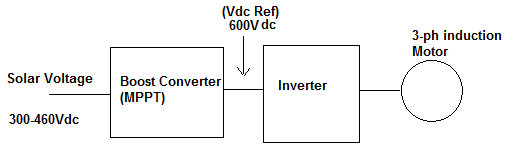 (Vdc Ref)
600V dc
3-ph induction
Motor
Solar Voltage
300-460Vdc
Boost Converter
(MPPT)
Inverter